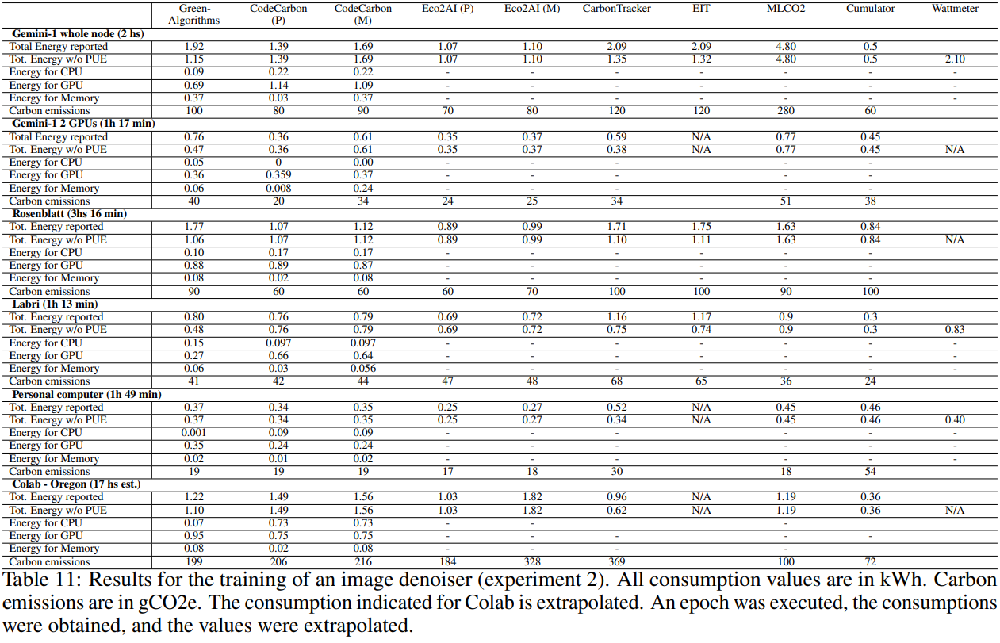 Green-Algorithms CodeCarbon (P) CodeCarbon (M) Eco2AI (P) Eco2AI (M) CarbonTracker EIT MLCO2 Cumulator Wattmeter
Gemini-1 whole node (2 hs)
Total Energy reported 1.92 1.39 1.69 1.07 1.10 2.09 2.09 4.80 0.5
Tot. Energy w/o PUE 1.15 1.39 1.69 1.07 1.10 1.35 1.32 4.80 0.5 2.10
Energy for CPU 0.09 0.22 0.22 - - - - - - -
Energy for GPU 0.69 1.14 1.09 - - - - - - -
Energy for Memory 0.37 0.03 0.37 - - - - - - -
Carbon emissions 100 80 90 70 80 120 120 280 60
Gemini-1 2 GPUs (1h 17 min)
Total Energy reported 0.76 0.36 0.61 0.35 0.37 0.59 N/A 0.77 0.45
Tot. Energy w/o PUE 0.47 0.36 0.61 0.35 0.37 0.38 N/A 0.77 0.45 N/A
Energy for CPU 0.05 0 0.00 - - - - -
Energy for GPU 0.36 0.359 0.37 - - - - -
Energy for Memory 0.06 0.008 0.24 - - - - -
Carbon emissions 40 20 34 24 25 34 51 38
Rosenblatt (3hs 16 min)
Tot. Energy reported 1.77 1.07 1.12 0.89 0.99 1.71 1.75 1.63 0.84
Tot. Energy w/o PUE 1.06 1.07 1.12 0.89 0.99 1.10 1.11 1.63 0.84 N/A
Energy for CPU 0.10 0.17 0.17 - - - - - -
Energy for GPU 0.88 0.89 0.87 - - - - - -
Energy for Memory 0.08 0.02 0.08 - - - - - -
Carbon emissions 90 60 60 60 70 100 100 90 100
Labri (1h 13 min)
Tot. Energy reported 0.80 0.76 0.79 0.69 0.72 1.16 1.17 0.9 0.3
Tot. Energy w/o PUE 0.48 0.76 0.79 0.69 0.72 0.75 0.74 0.9 0.3 0.83
Energy for CPU 0.15 0.097 0.097 - - - - - - -
Energy for GPU 0.27 0.66 0.64 - - - - - - -
Energy for Memory 0.06 0.03 0.056 - - - - - - -
Carbon emissions 41 42 44 47 48 68 65 36 24
Personal computer (1h 49 min)
Tot. Energy reported 0.37 0.34 0.35 0.25 0.27 0.52 N/A 0.45 0.46
Tot. Energy w/o PUE 0.37 0.34 0.35 0.25 0.27 0.34 N/A 0.45 0.46 0.40
Energy for CPU 0.001 0.09 0.09 - - - - - -
Energy for GPU 0.35 0.24 0.24 - - - - - -
Energy for Memory 0.02 0.01 0.02 - - - - - -
Carbon emissions 19 19 19 17 18 30 18 54
Colab - Oregon (17 hs est.)
Tot. Energy reported 1.22 1.49 1.56 1.03 1.82 0.96 N/A 1.19 0.36
Tot. Energy w/o PUE 1.10 1.49 1.56 1.03 1.82 0.62 N/A 1.19 0.36 N/A
Energy for CPU 0.07 0.73 0.73 - - -
Energy for GPU 0.95 0.75 0.75 - - - - -
Energy for Memory 0.08 0.02 0.08 - - - -
Carbon emissions 199 206 216 184 328 369 100 72
Table 11: Results for the training of an image denoiser (experiment 2). All consumption values are in kWh. Carbon
emissions are in gCO2e. The consumption indicated for Colab is extrapolated. An epoch was executed, the consumptions
were obtained, and the values were extrapolated.